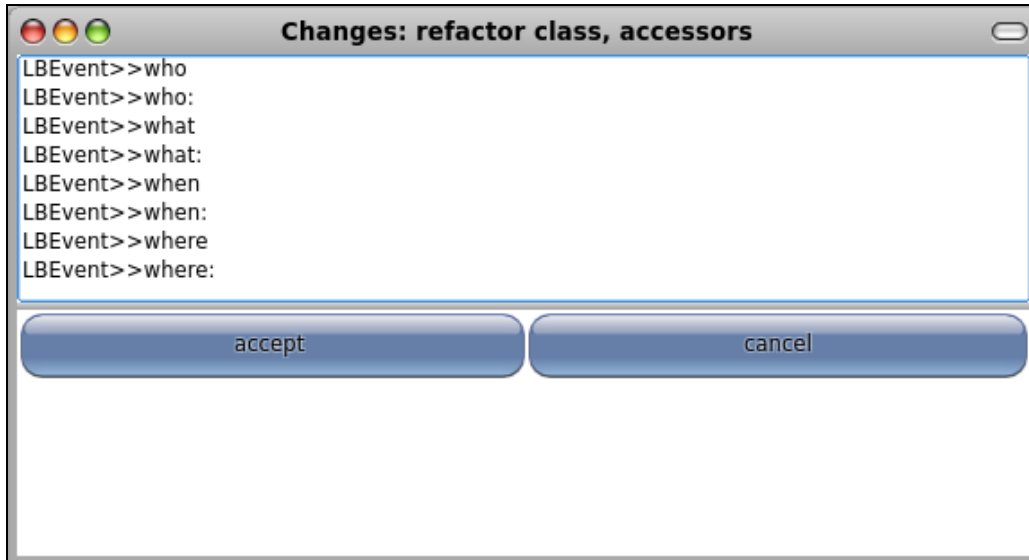 Changes: refactor class, accessors
LBEvent>>who
LBEvent>>who:
LBEvent>>what
LBEvent>>what:
LBEvent>>when
LBEvent>>when:
LBEvent>>where
LBEvent>>where:
accept cancel